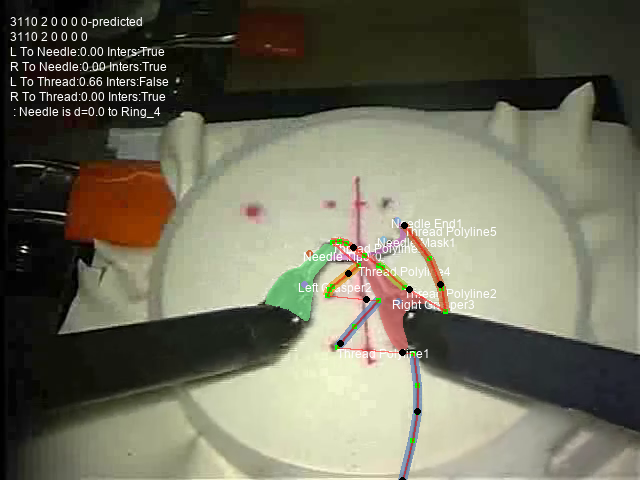 3110 2 0 0 0 0-predicted
3110 2 0 0 0 0
L To Needle:0.00 Inters:True
R To Needle:0.00 Inters:True
L To Thread:0.66 Inters:False
R To Thread:0.00 Inters:True
: Needle is d=0.0 to Ring_4
Needle End1
Thread Polyline5
Needle Mask1
Thread Polyline
Needle Tip
Thread Polyline4
Left Grasper2
Thread Polyline2
Right Grasper3
Thread Polyline1